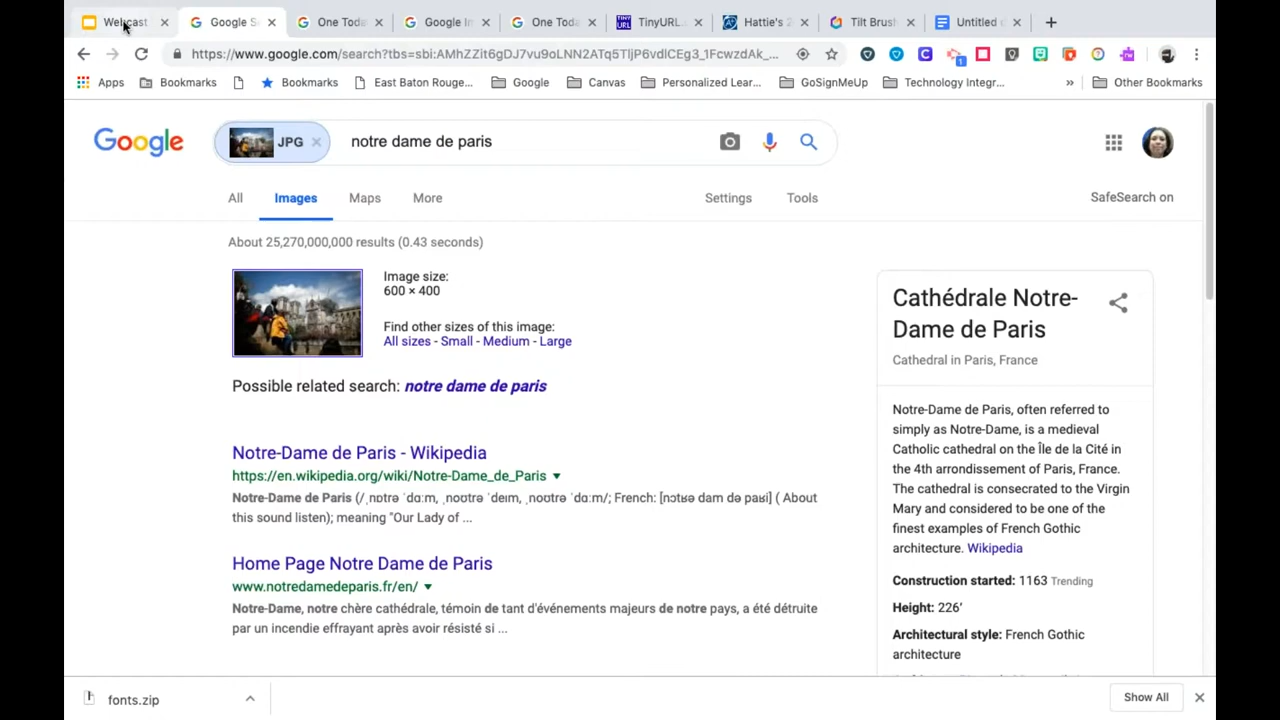 Webcast
Google S
One Toda
Google I
One Toda
TinyURL
Hattie's 2
Tilt Brush
Untitled
https://www.google.com/search?tbs=sbi:AMhZZit6gDJ7vu9oLNN2ATq5TljP6vdlCEg3_1FcwzdAk_...
Apps
Bookmarks
Bookmarks
East Baton Rouge...
Google
Canvas
Personalized Lear...
GoSignMeUp
Technology Integr...
»
Other Bookmarks
Google
JPG
notre dame de paris
All
Images
Maps
More
Settings
Tools
SafeSearch on
About 25,270,000,000 results (0.43 seconds)
Image size:
600 × 400
Find other sizes of this image:
All sizes - Small - Medium - Large
Possible related search: notre dame de paris
Notre-Dame de Paris - Wikipedia
https://en.wikipedia.org/wiki/Notre-Dame_de_Paris
Notre-Dame de Paris (/ˌnɒtrə ˈdɑːm, ˌnoʊtrə ˈdeɪm, ˌnoʊtrə ˈdɑːm/; French: [nɔtʁə dam də paʁi] ( About
this sound listen); meaning "Our Lady of ...
Home Page Notre Dame de Paris
www.notredamedeparis.fr/en/
Notre-Dame, notre chère cathédrale, témoin de tant d'événements majeurs de notre pays, a été détruite
par un incendie effrayant après avoir résisté si ...
Cathédrale Notre-
Dame de Paris
Cathedral in Paris, France
Notre-Dame de Paris, often referred to
simply as Notre-Dame, is a medieval
Catholic cathedral on the Île de la Cité in
the 4th arrondissement of Paris, France.
The cathedral is consecrated to the Virgin
Mary and considered to be one of the
finest examples of French Gothic
architecture. Wikipedia
Construction started: 1163 Trending
Height: 226′
Architectural style: French Gothic
architecture
fonts.zip
Show All